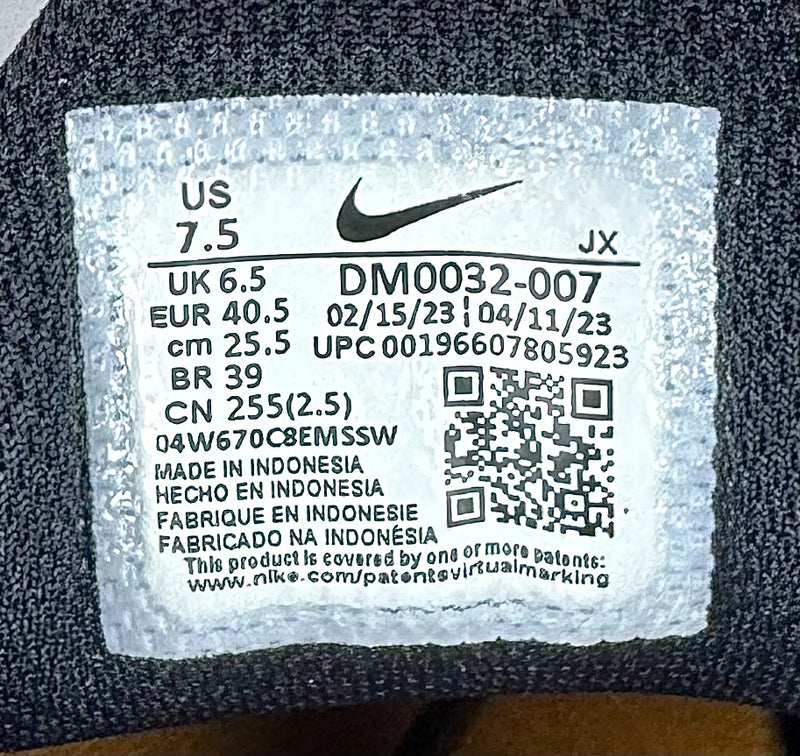 US
7.5
JX
UK 6.5
DM0032-007
EUR 40.5
02/15/23¦04/11/23
cm 25.5
UPC 00196607805923
BR 39
CN 255(2.5)
04W670C8EMSSW
MADE IN INDONESIA
HECHO EN INDONESIA
FABRIQUE EN INDONESIE
FABRICADO NA INDONÉSIA
This product is covered by one or more patents:
www.nike.com/patentsvirtualmarking